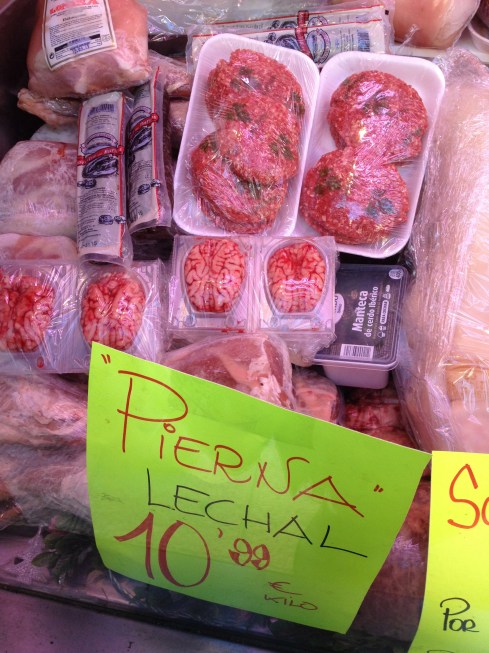 Manteca
de cerdo Ibérico
"PIERNA"
LECHAL
10'99
€
KILO
POR